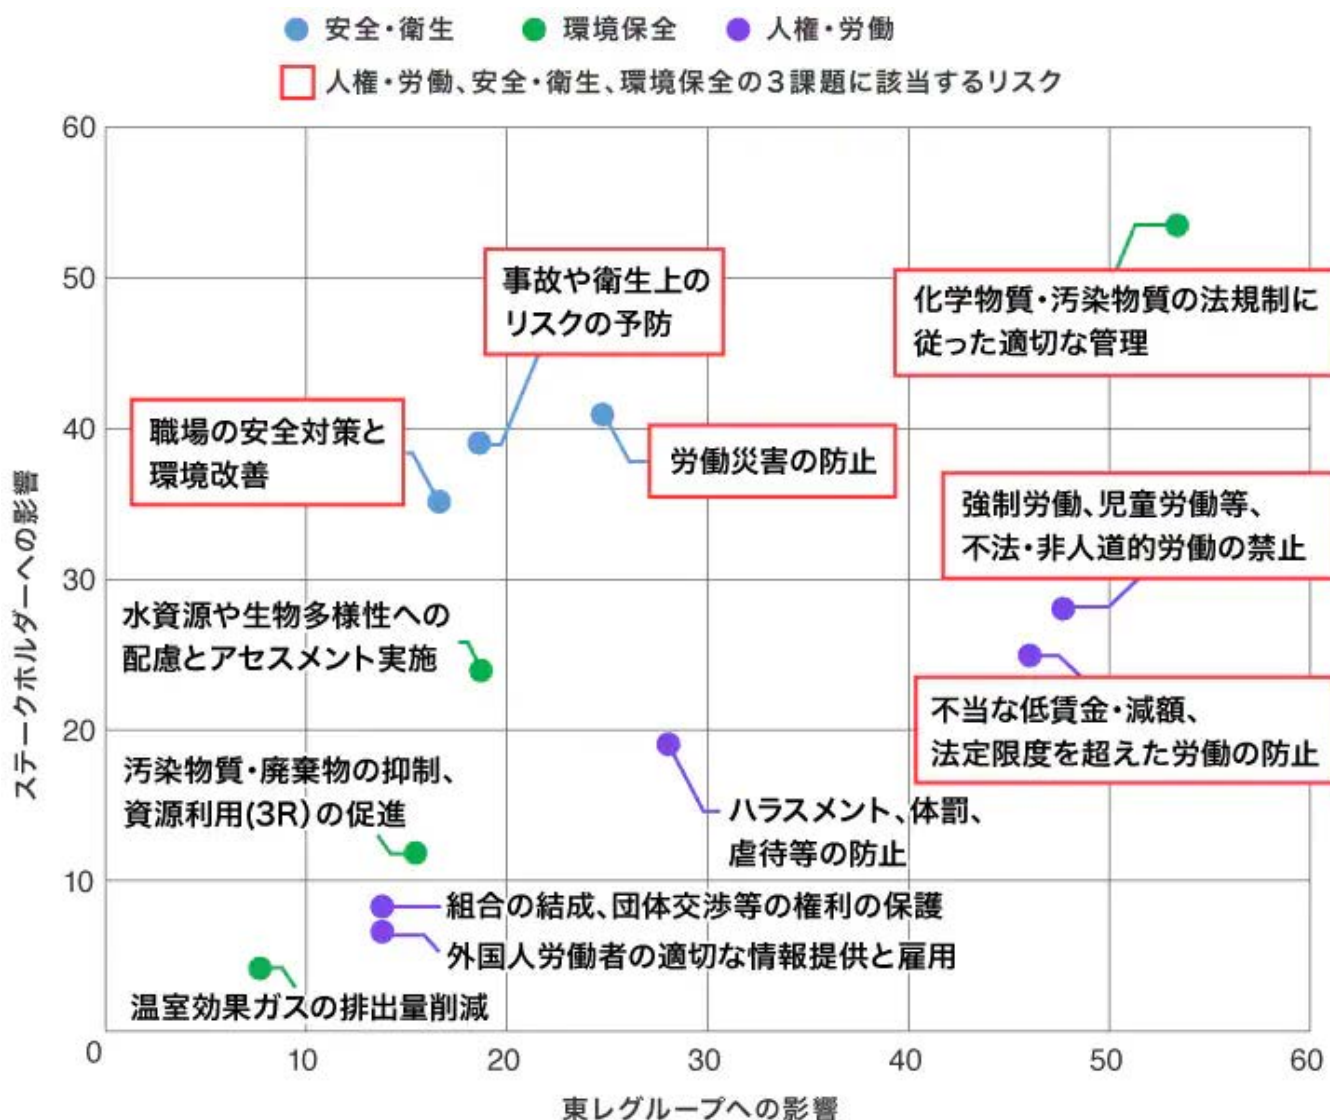 安全・衛生 環境保全 人権・労働
人権・労働、安全・衛生、環境保全の3課題に該当するリスク
60
50
40
30
20
10
0
ステークホルダーへの影響
事故や衛生上の
リスクの予防
化学物質・汚染物質の法規制に
従った適切な管理
職場の安全対策と
環境改善
労働災害の防止
強制労働、児童労働等、
不法・非人道的労働の禁止
水資源や生物多様性への
配慮とアセスメント実施
不当な低賃金・減額、
法定限度を超えた労働の防止
汚染物質・廃棄物の抑制、
資源利用(3R)の促進
ハラスメント、体罰、
虐待等の防止
組合の結成、団体交渉等の権利の保護
外国人労働者の適切な情報提供と雇用
温室効果ガスの排出量削減
10 20 30 40 50 60
東レグループへの影響